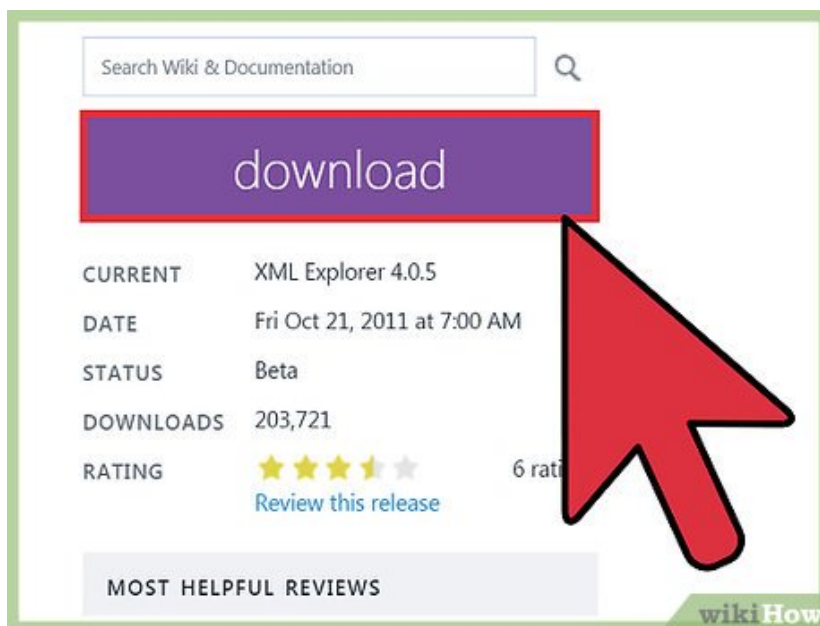 Search Wiki & Documentation
download
CURRENT XML Explorer 4.0.5
DATE Fri Oct 21, 2011 at 7:00 AM
STATUS Beta
DOWNLOADS 203,721
RATING 6
Review this release
MOST HELPFUL REVIEWS
wikiHow